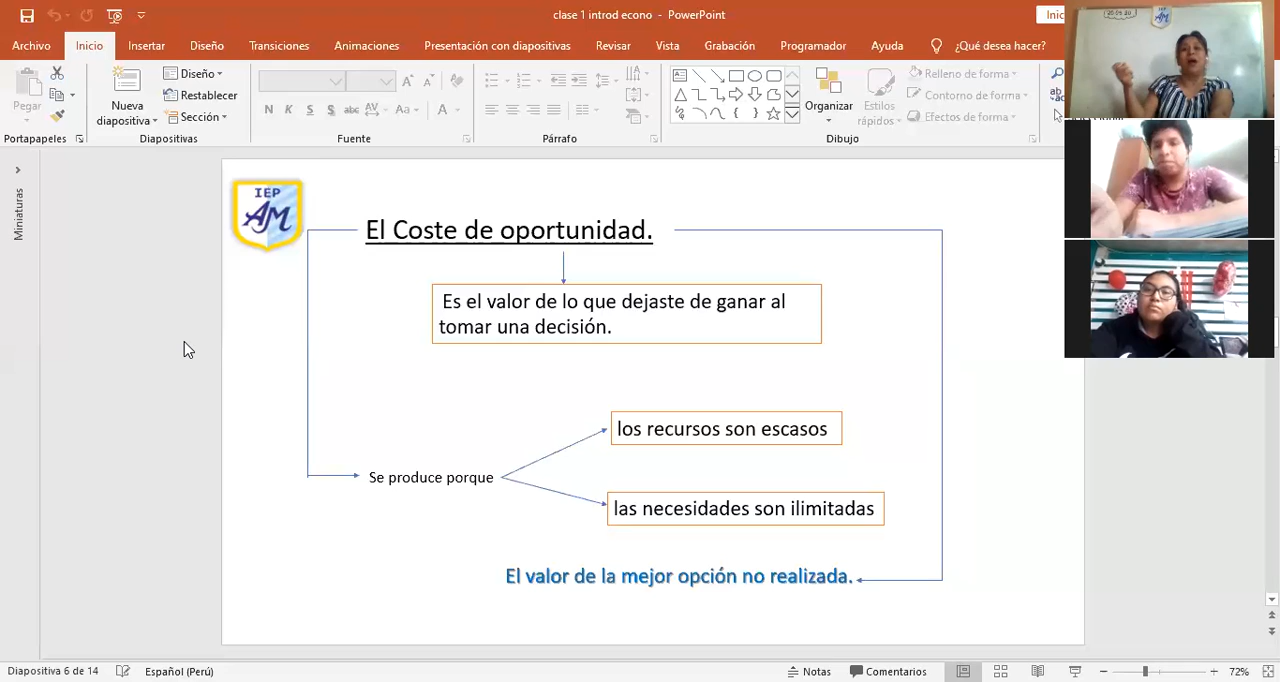 clase 1 introd econo - PowerPoint
Inic
Archivo
Inicio
Insertar
Diseño
Transiciones
Animaciones
Presentación con diapositivas
Revisar
Vista
Grabación
Programador
Ayuda
¿Qué desea hacer?
Pegar
Nueva
diapositiva
Diseño
Restablecer
Sección
N K S S abc AV Aa A
Organizar
Estilos
rápidos
Relleno de forma
Contorno de forma
Efectos de forma
Portapapeles
Diapositivas
Fuente
Párrafo
Dibujo
Miniaturas
IEP
AM
El Coste de oportunidad.
Es el valor de lo que dejaste de ganar al
tomar una decisión.
los recursos son escasos
Se produce porque
las necesidades son ilimitadas
El valor de la mejor opción no realizada.
Diapositiva 6 de 14
Español (Perú)
Notas
Comentarios
72%